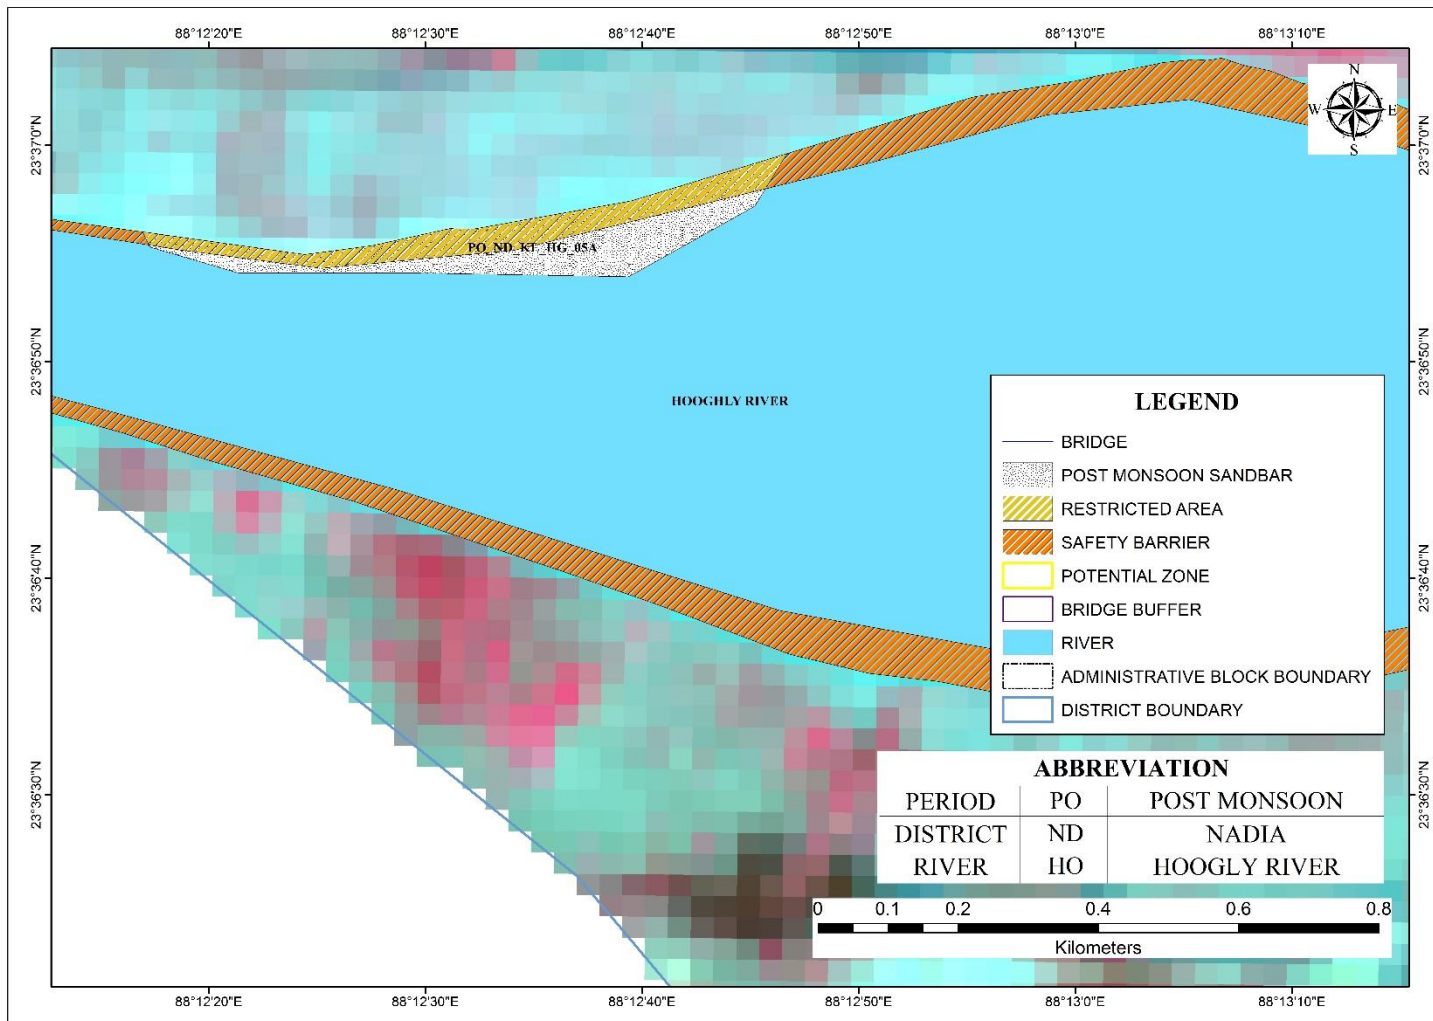 88°12'20"E 88°12'30"E 88°12'40"E 88°12'50"E 88°13'0"E 88°13'10"E
N
W E
S
23°37'0"N 23°37'0"N
PO_ND_KL_HG_05A
23°36'50"N 23°36'50"N
HOOGHLY RIVER
LEGEND
BRIDGE
POST MONSOON SANDBAR
RESTRICTED AREA
SAFETY BARRIER
POTENTIAL ZONE
BRIDGE BUFFER
RIVER
ADMINISTRATIVE BLOCK BOUNDARY
DISTRICT BOUNDARY
23°36'40"N 23°36'40"N
ABBREVIATION
PERIOD PO POST MONSOON
DISTRICT ND NADIA
RIVER HO HOOGLY RIVER
23°36'30"N 23°36'30"N
0 0.1 0.2 0.4 0.6 0.8
Kilometers
88°12'20"E 88°12'30"E 88°12'40"E 88°12'50"E 88°13'0"E 88°13'10"E